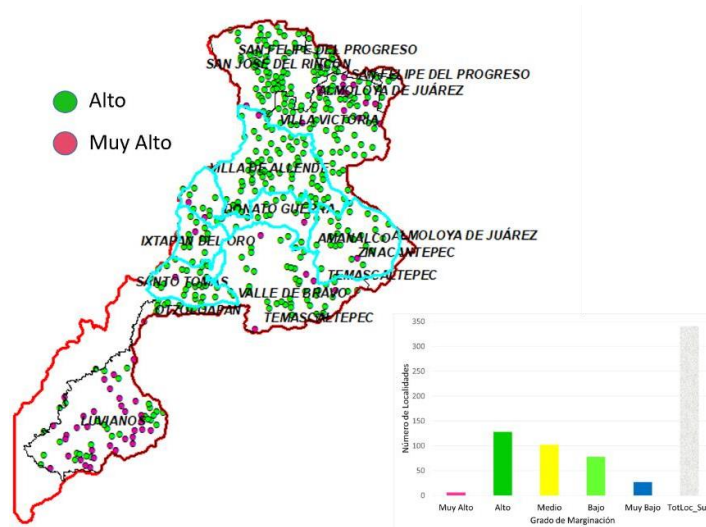 SAN FELIPE DEL PROGRESO
SAN JOSÉ DEL RINCÓN
SAN FELIPE DEL PROGRESO
ALMOLOYA DE JUÁREZ
Alto
Muy Alto
VILLA VICTORIA
VILLA DE ALLENDE
DONATO GUERRA
IXTAPAN DEL ORO
AMANALCO
ALMOLOYA DE JUÁREZ
ZINACANTEPEC
SANTO TOMÁS
TEMASCALTEPEC
VALLE DE BRAVO
OTZOLOAPAN
TEMASCALTEPEC
LUVIANOS
Número de Localidades
350
300
250
200
150
100
50
0
Muy Alto Alto Medio Bajo Muy Bajo TotLoc_Su
Grado de Marginación